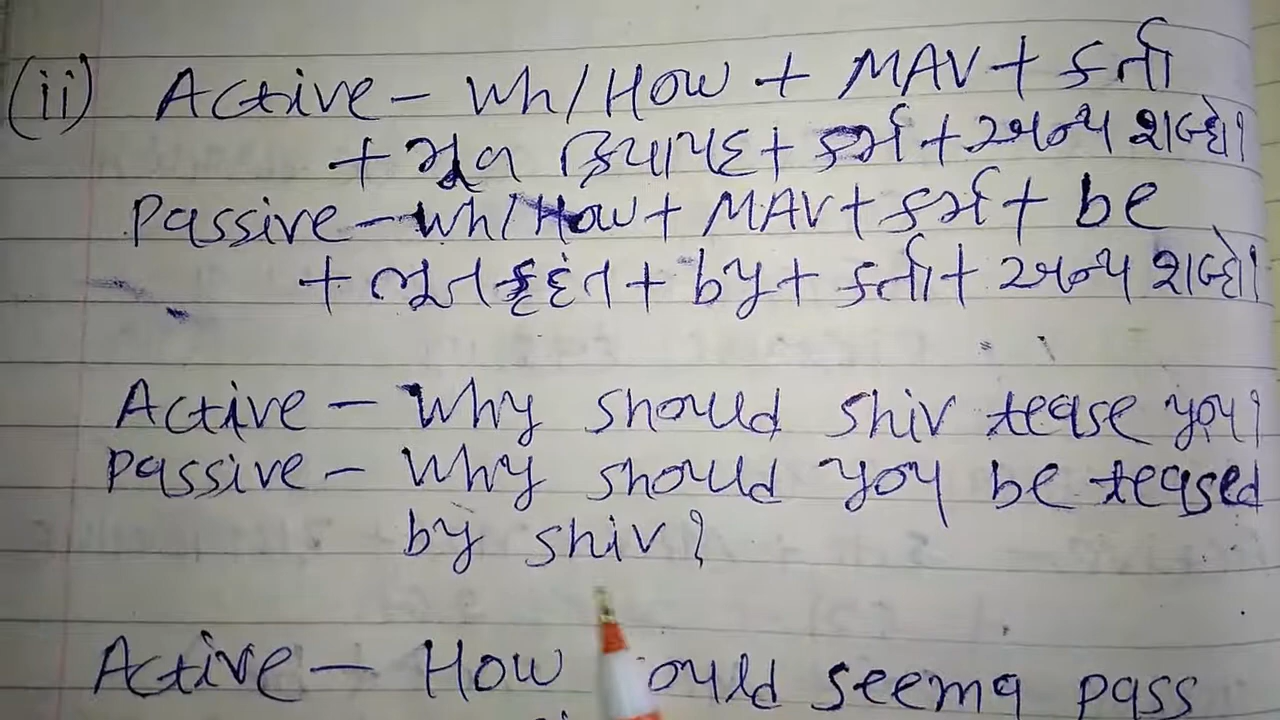 (ii) Active - Wh/How + MAV + કર્તા
+ મૂળ ક્રિયાપદ + કર્મ + અન્ય શબ્દો?
Passive - Wh/How + MAV + કર્મ + be
+ ભૂતકૃદંત + by + કર્તા + અન્ય શબ્દો?
Active - Why should shiv tease you?
Passive - Why should you be teased
by shiv?
Active - How seema pass